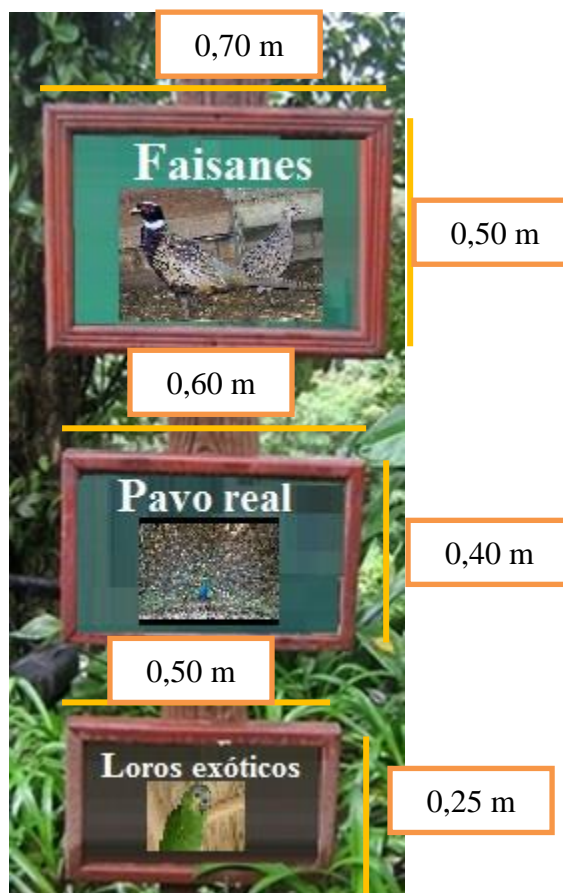 0,70 m
Faisanes
0,50 m
0,60 m
Pavo real
0,40 m
0,50 m
Loros exóticos
0,25 m